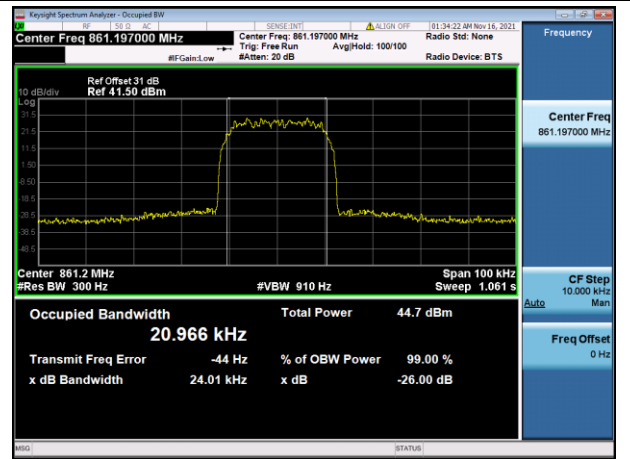 Keysight Spectrum Analyzer - Occupied BW
RF 50 Ω AC SENSE:INT ALIGN OFF 01:34:22 AM Nov 16, 2021
Center Freq 861.197000 MHz Center Freq: 861.197000 MHz Radio Std: None
Trig: Free Run Avg|Hold: 100/100
#IFGain:Low #Atten: 20 dB Radio Device: BTS
Ref Offset 31 dB
10 dB/div Ref 41.50 dBm
Log
31.5
21.5
11.5
1.50
-8.50
-18.5
-28.5
-38.5
-48.5
Center 861.2 MHz Span 100 kHz
#Res BW 300 Hz #VBW 910 Hz Sweep 1.061 s
Occupied Bandwidth Total Power 44.7 dBm
20.966 kHz
Transmit Freq Error -44 Hz % of OBW Power 99.00 %
x dB Bandwidth 24.01 kHz x dB -26.00 dB
MSG STATUS
Frequency
Center Freq
861.197000 MHz
CF Step
10.000 kHz
Auto Man
Freq Offset
0 Hz